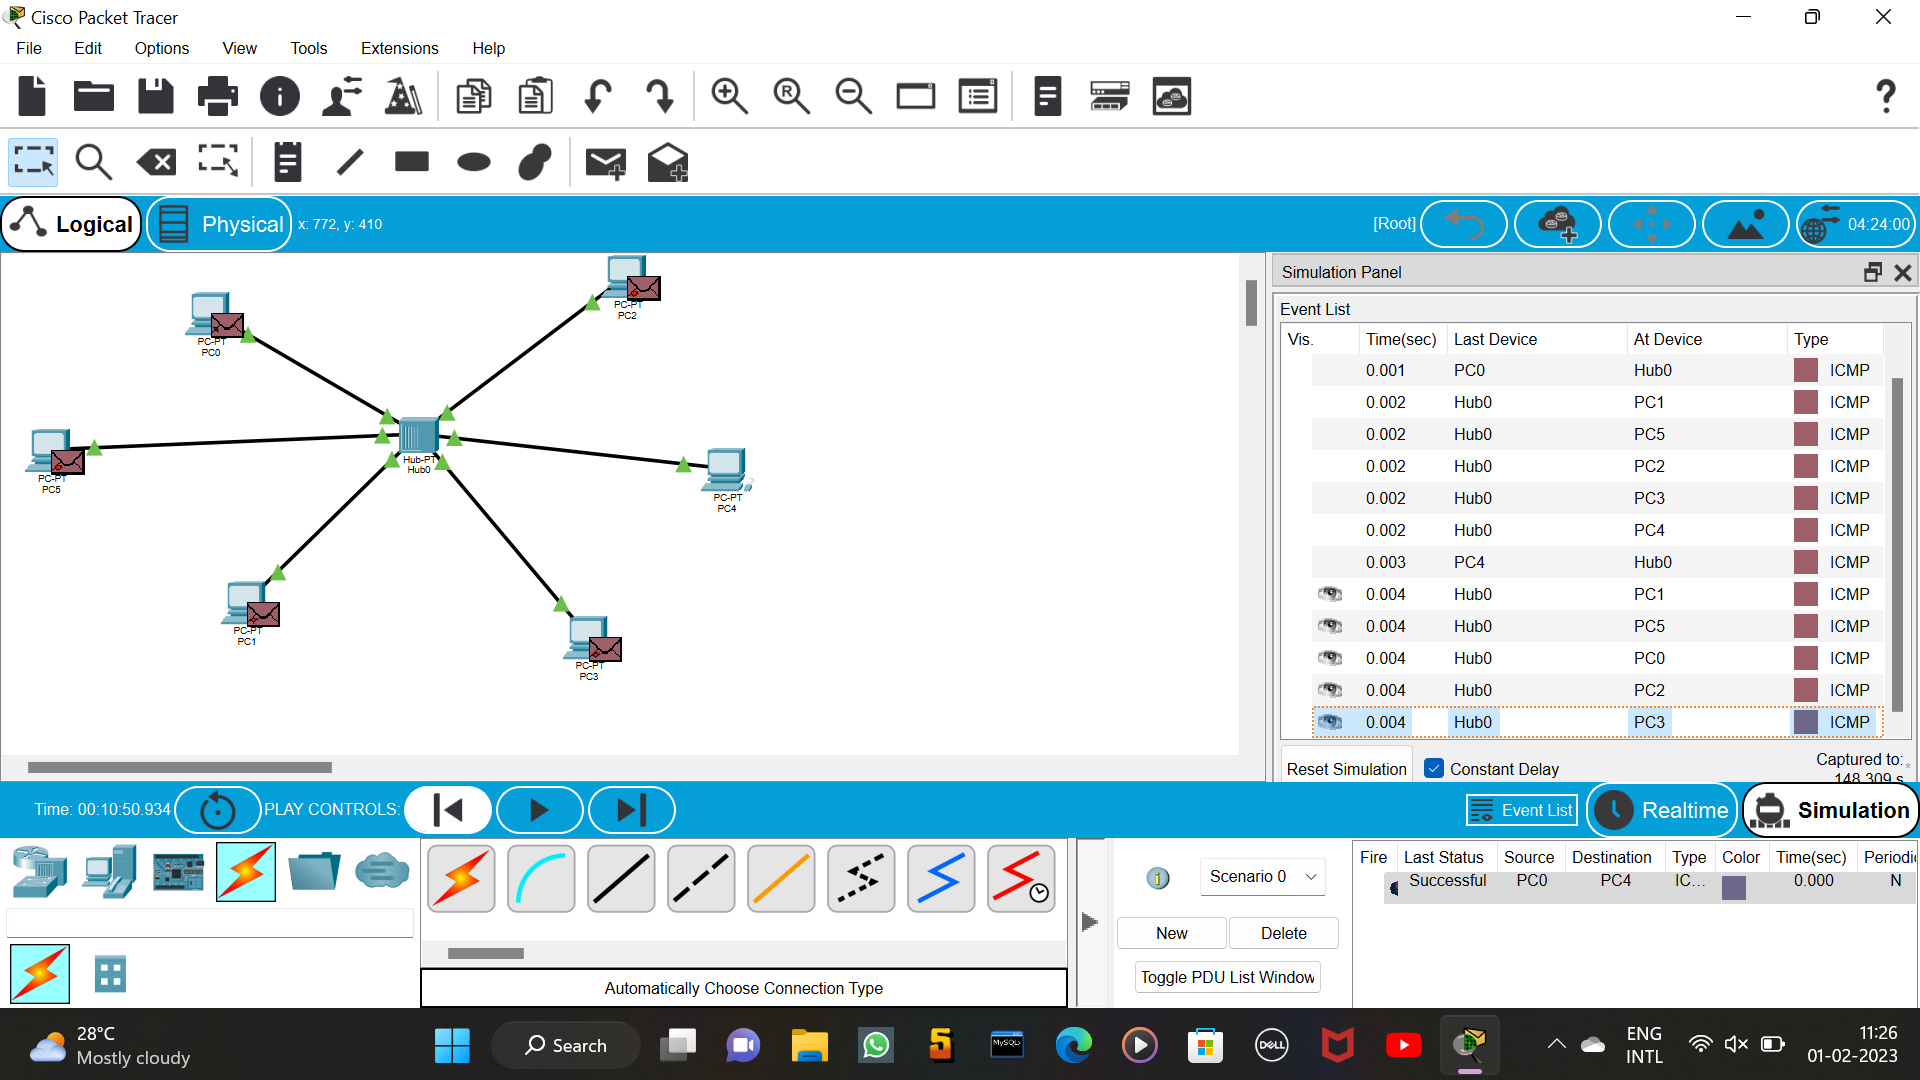 Cisco Packet Tracer
File Edit Options View Tools Extensions Help
Logical Physical x: 772, y: 410 [Root] 04:24:00
PC-PT
PC2
PC-PT
PC0
PC-PT
PC5
Hub-PT
Hub0
PC-PT
PC4
PC-PT
PC1
PC-PT
PC3
Simulation Panel
Event List
Vis. Time(sec) Last Device At Device Type
0.001 PC0 Hub0 ICMP
0.002 Hub0 PC1 ICMP
0.002 Hub0 PC5 ICMP
0.002 Hub0 PC2 ICMP
0.002 Hub0 PC3 ICMP
0.002 Hub0 PC4 ICMP
0.003 PC4 Hub0 ICMP
0.004 Hub0 PC1 ICMP
0.004 Hub0 PC5 ICMP
0.004 Hub0 PC0 ICMP
0.004 Hub0 PC2 ICMP
0.004 Hub0 PC3 ICMP
Reset Simulation Constant Delay Captured to:*
148.309 s
Time: 00:10:50.934 PLAY CONTROLS: Event List Realtime Simulation
Automatically Choose Connection Type
Scenario 0
New Delete
Toggle PDU List Window
Fire Last Status Source Destination Type Color Time(sec) Periodi
Successful PC0 PC4 IC... 0.000 N
28°C
Mostly cloudy
Search
MySQL>
DELL
ENG
INTL
11:26
01-02-2023